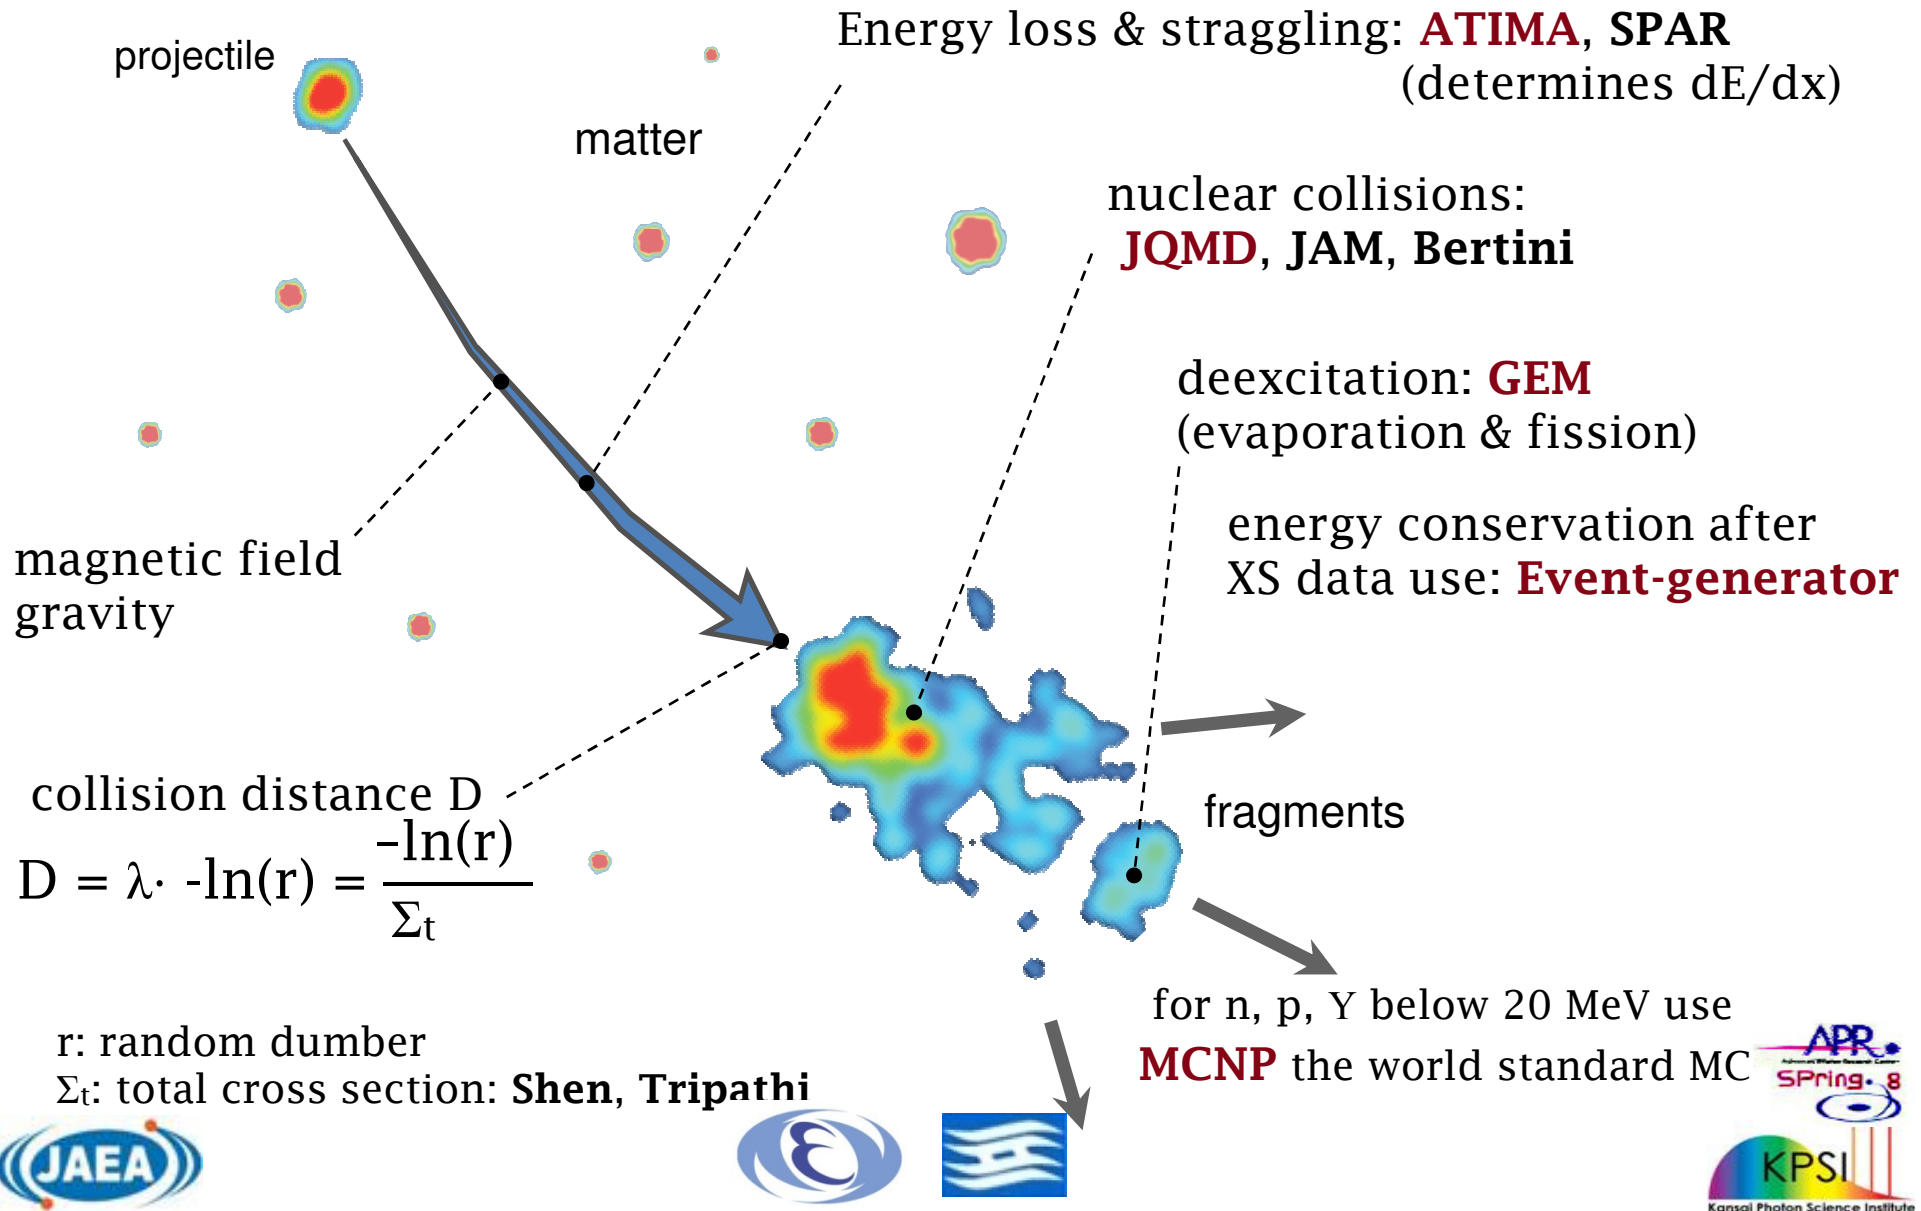 projectile
Energy loss & straggling: ATIMA, SPAR
(determines dE/dx)
matter
nuclear collisions:
JQMD, JAM, Bertini
deexcitation: GEM
(evaporation & fission)
energy conservation after
XS data use: Event-generator
magnetic field
gravity
collision distance D
D = λ· -ln(r) = –ln(r) / Σt
fragments
for n, p, Υ below 20 MeV use
MCNP the world standard MC
r: random dumber
Σt: total cross section: Shen, Tripathi
JAEA
APR
SPring-8
KPSI
Kansai Photon Science Institute